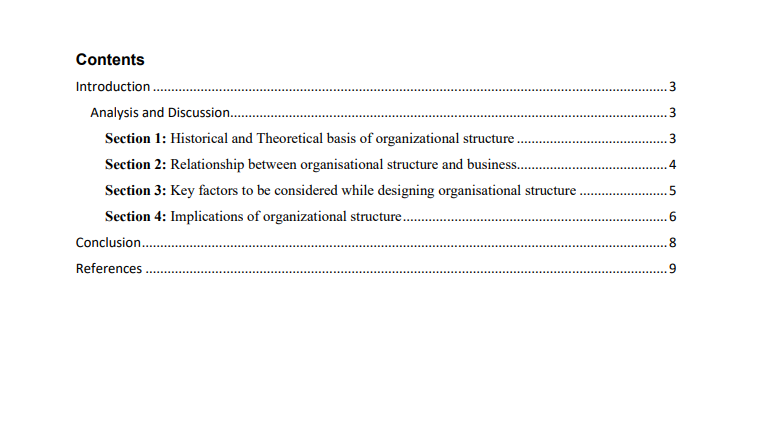 Contents
Introduction ........................................................................................................................................... 3
Analysis and Discussion..................................................................................................................... 3
Section 1: Historical and Theoretical basis of organizational structure ........................................ 3
Section 2: Relationship between organisational structure and business........................................ 4
Section 3: Key factors to be considered while designing organisational structure ....................... 5
Section 4: Implications of organizational structure....................................................................... 6
Conclusion.............................................................................................................................................. 8
References ............................................................................................................................................. 9